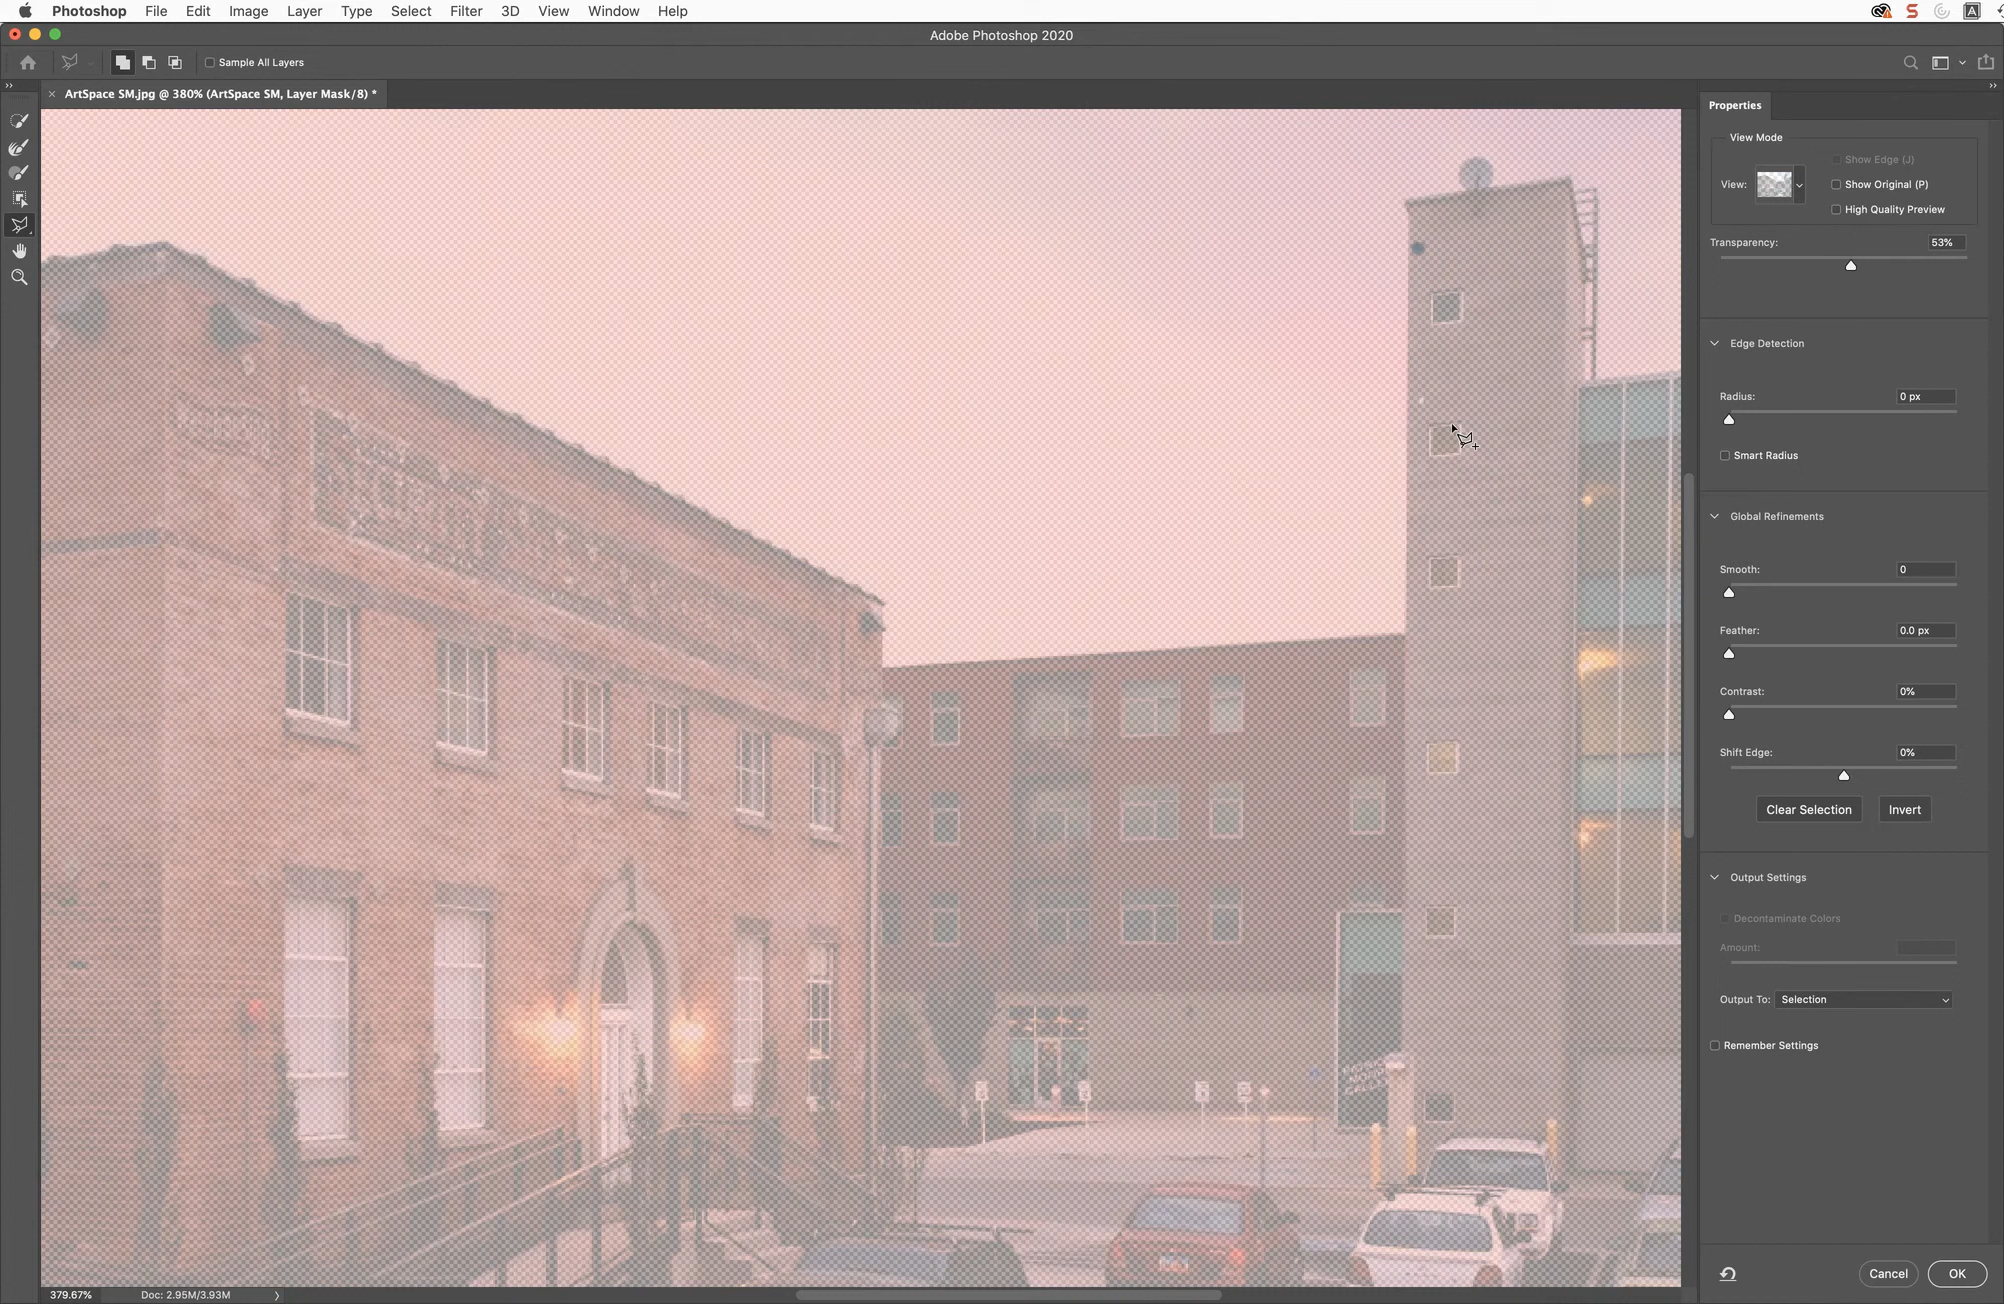 Photoshop File Edit Image Layer Type Select Filter 3D View Window Help
Adobe Photoshop 2020
Sample All Layers
× ArtSpace SM.jpg @ 380% (ArtSpace SM, Layer Mask/8) *
Properties
View Mode
Show Edge (J)
View:
Show Original (P)
High Quality Preview
Transparency: 53%
Edge Detection
Radius: 0 px
Smart Radius
Global Refinements
Smooth: 0
Feather: 0.0 px
Contrast: 0%
Shift Edge: 0%
Clear Selection Invert
Output Settings
Decontaminate Colors
Amount:
Output To: Selection
Remember Settings
Cancel OK
379.67% Doc: 2.95M/3.93M